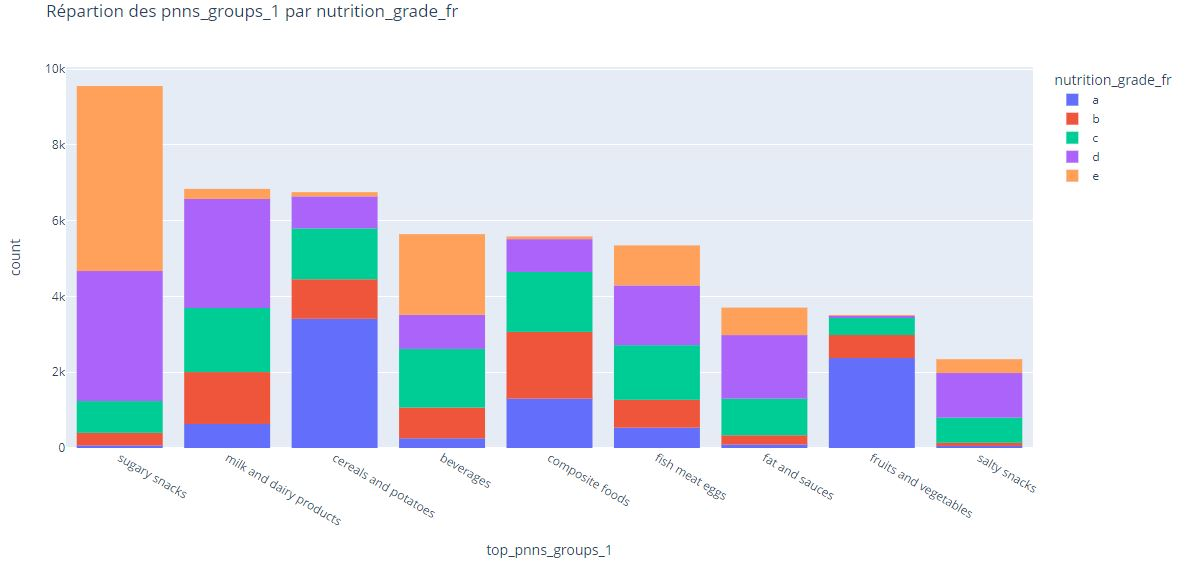 Répartion des pnns_groups_1 par nutrition_grade_fr
nutrition_grade_fr
a
b
c
d
e
10k
8k
6k
4k
2k
0
count
sugary snacks
milk and dairy products
cereals and potatoes
beverages
composite foods
fish meat eggs
fat and sauces
fruits and vegetables
salty snacks
top_pnns_groups_1